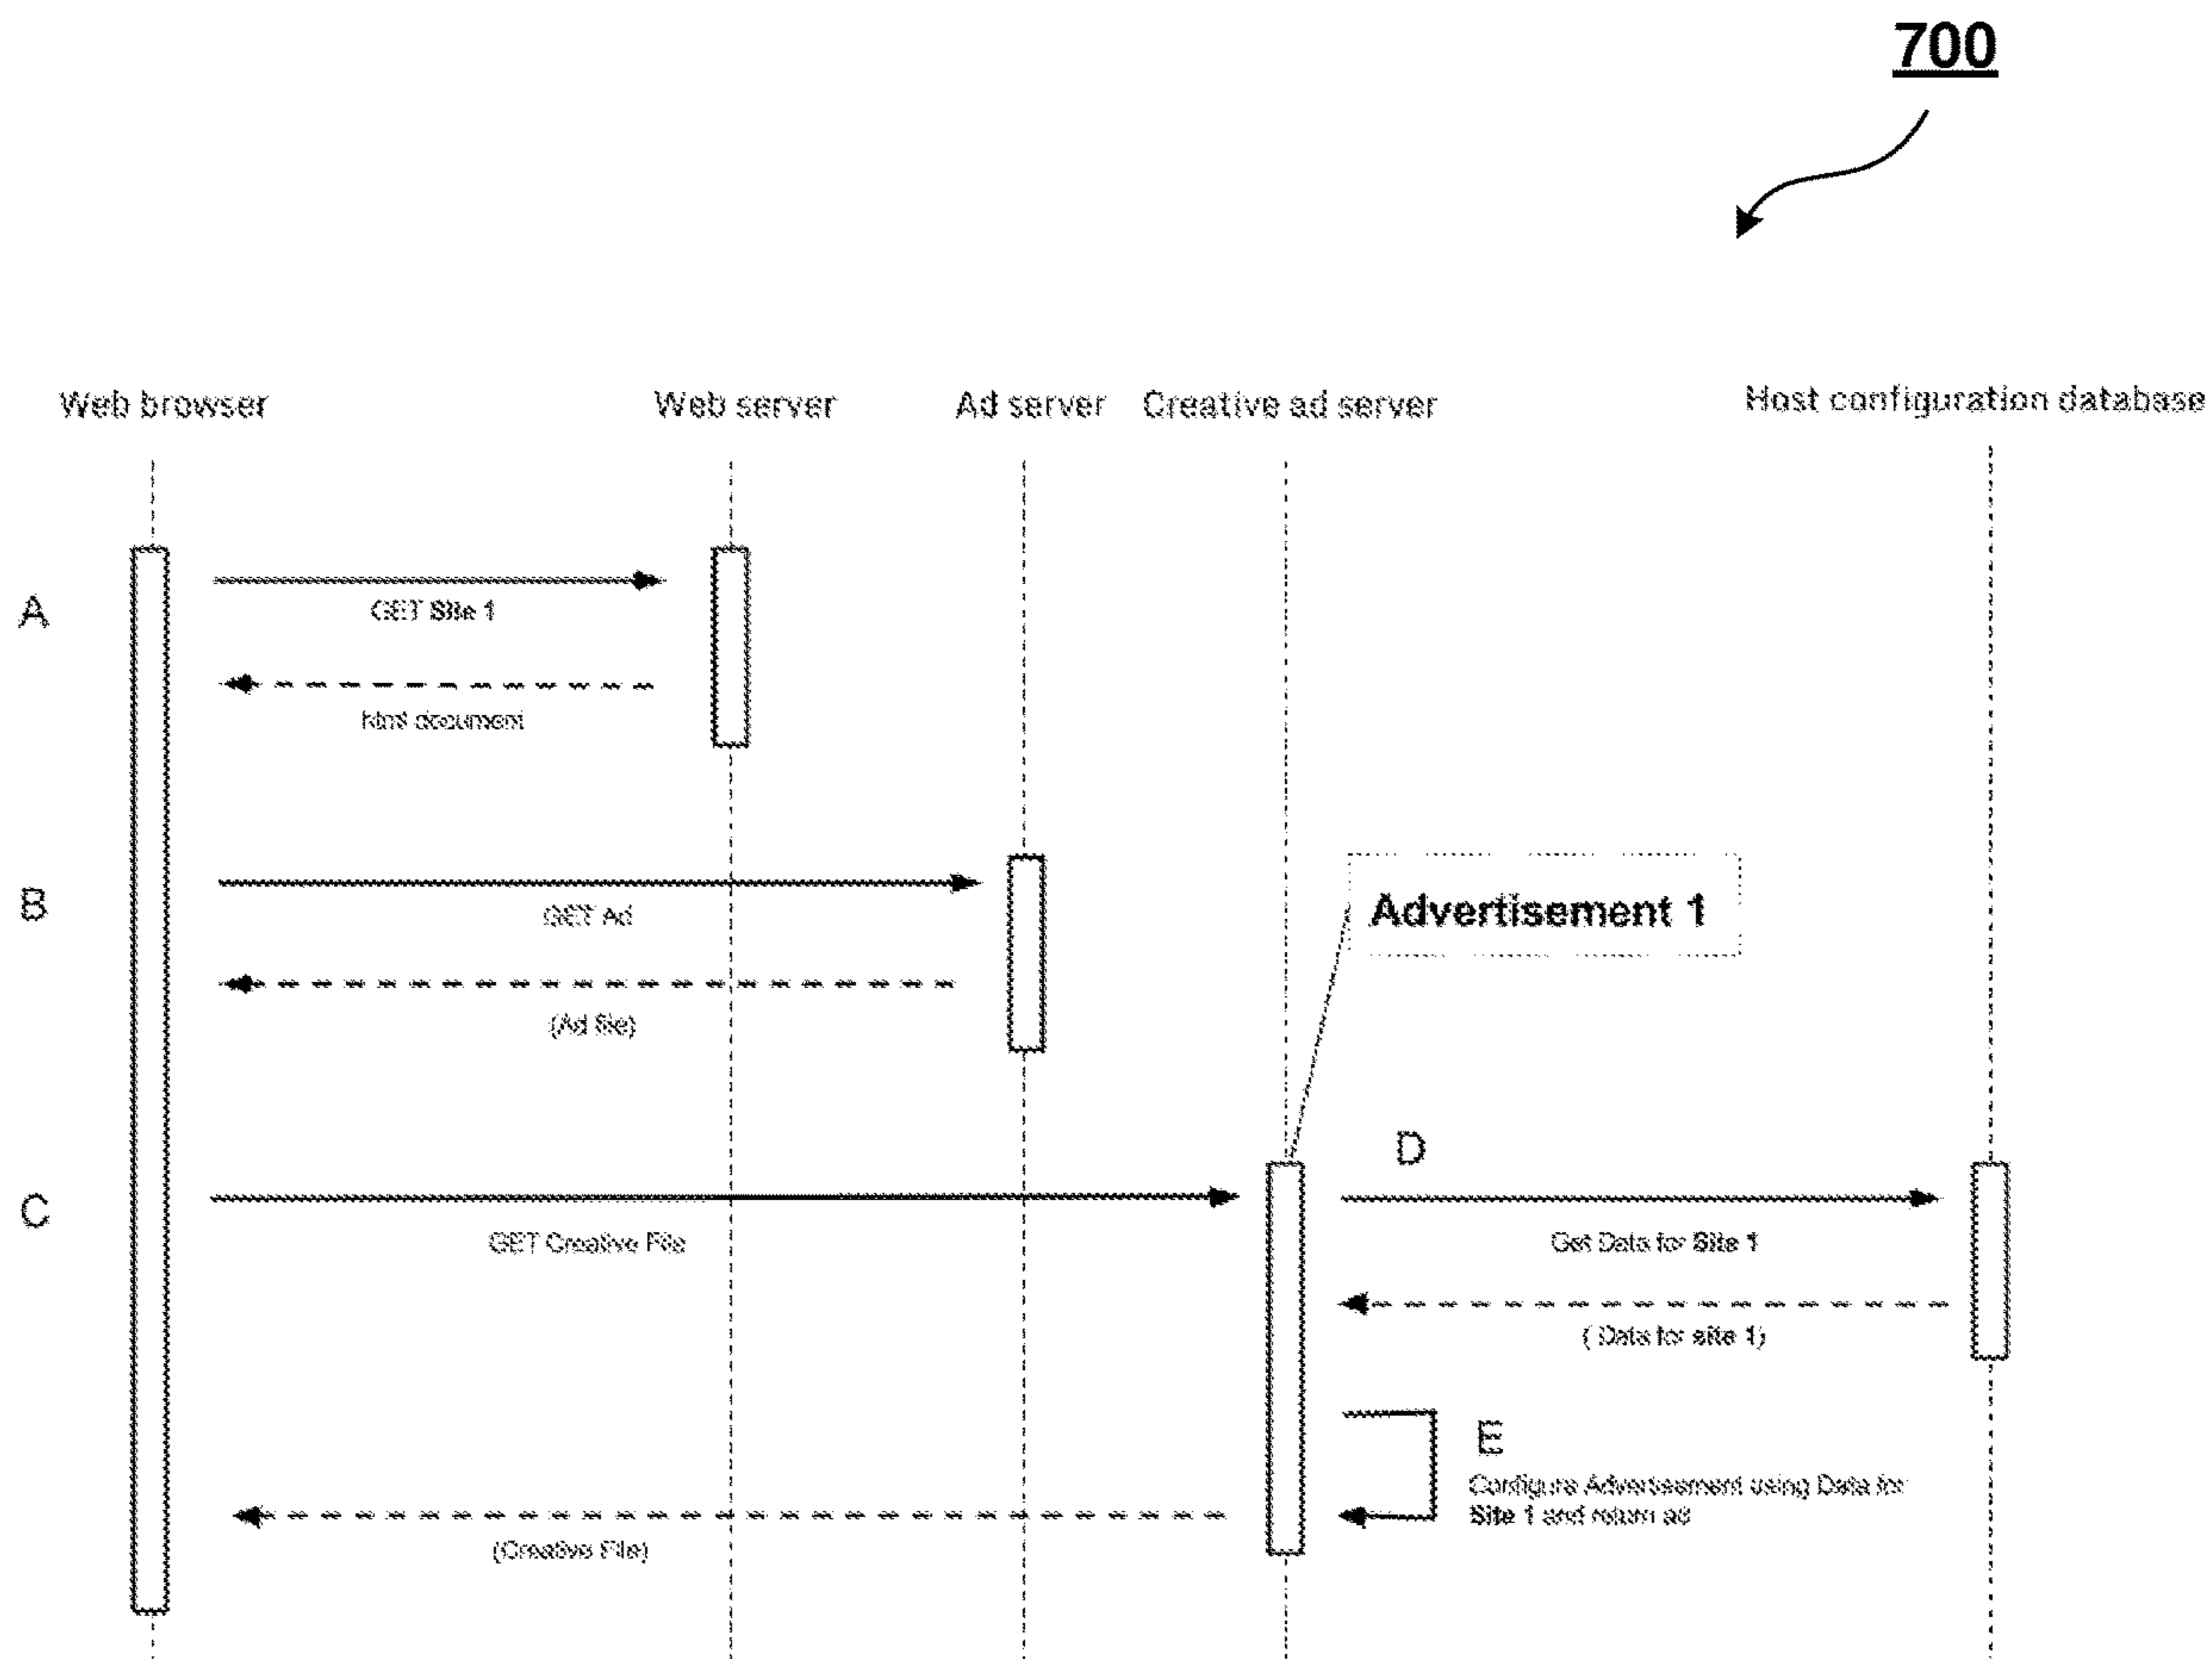 700
Web browser
Web server
Ad server
Creative ad server
Host configuration database
A
GET Site 1
html document
B
GET Ad
Advertisement 1
(Ad file)
C
D
GET Creative File
Get Data for Site 1
( Data for site 1)
E
Configure Advertisement using Data for
Site 1 and return ad
(Creative File)